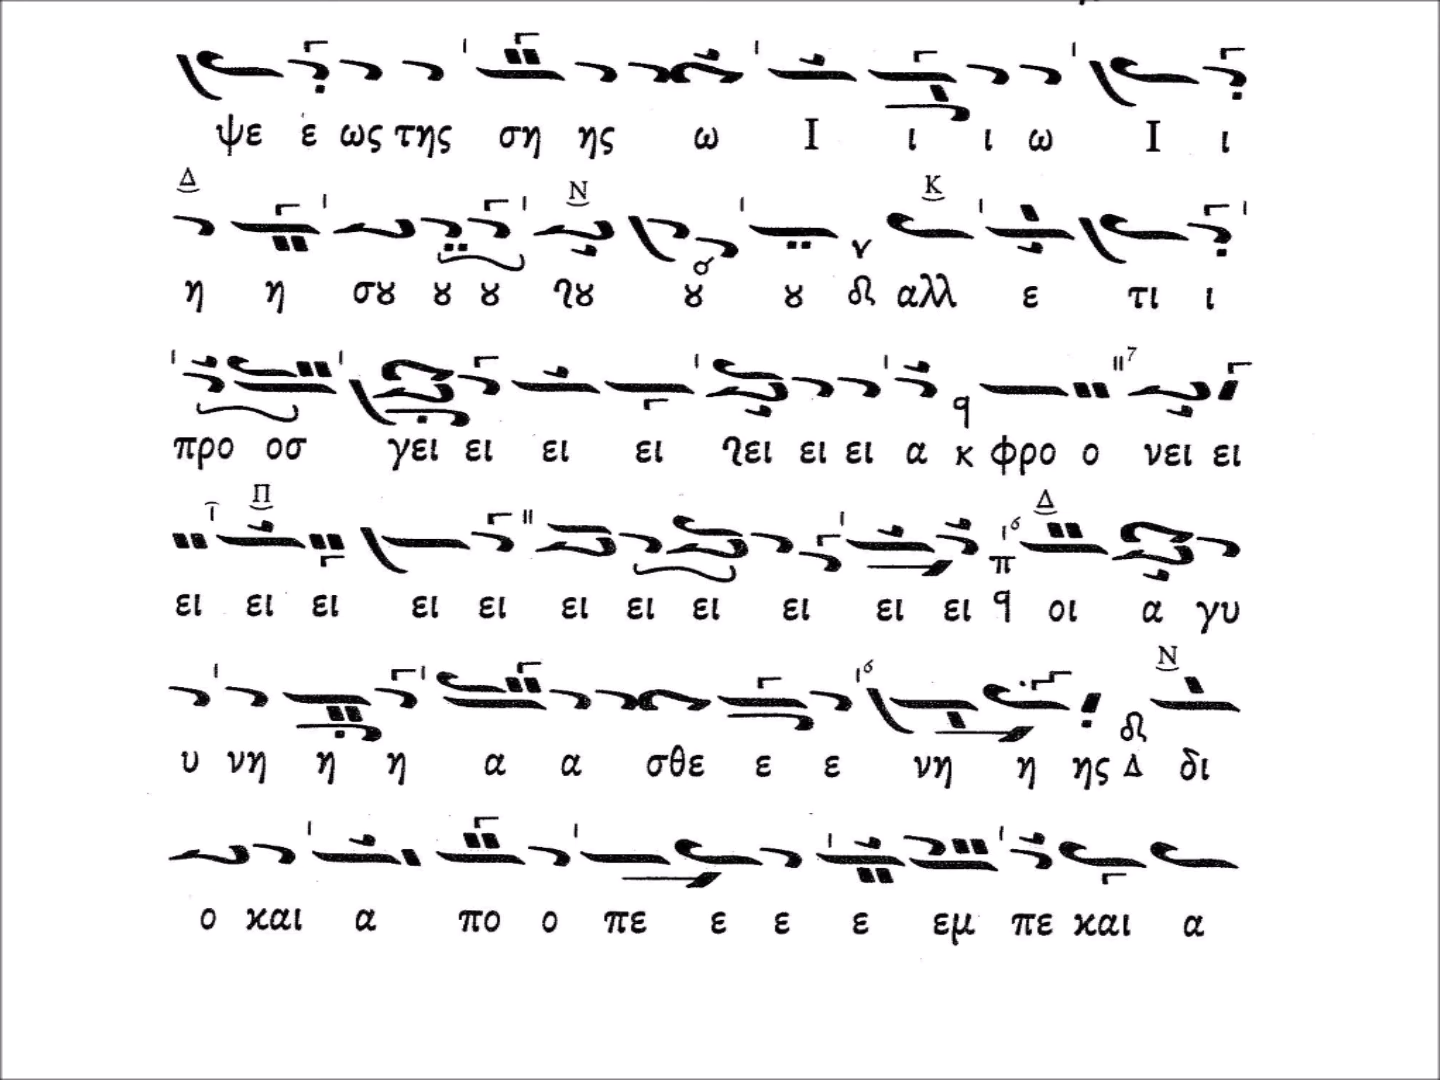 ψε ε ως της ση ης ω Ι ι ι ω Ι ι
η η σȣ ȣ ȣ ȣ ȣ αλλ ε τι ι
προ οσ γει ει ει ει ει ει α κ φρο ο νει ει
ει ει ει ει ει ει ει ει ει ει ει οι α γυ
υ νη η η α α σθε ε ε νη η ης Δ δι
ο και α πο ο πε ε ε ε εμ πε και α